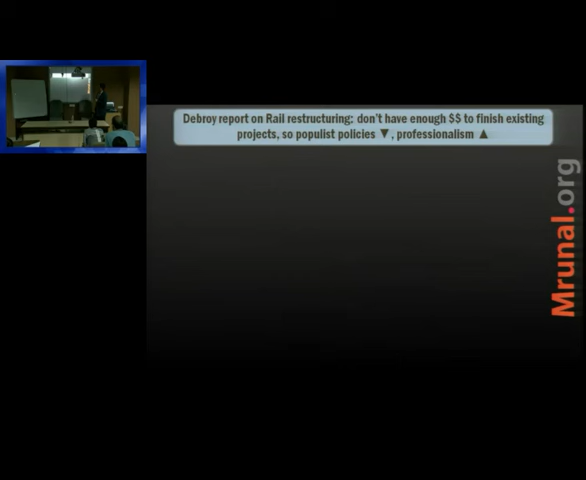 Debroy report on Rail restructuring: don't have enough $$ to finish existing
projects, so populist policies ▼, professionalism ▲
Mrunal.org